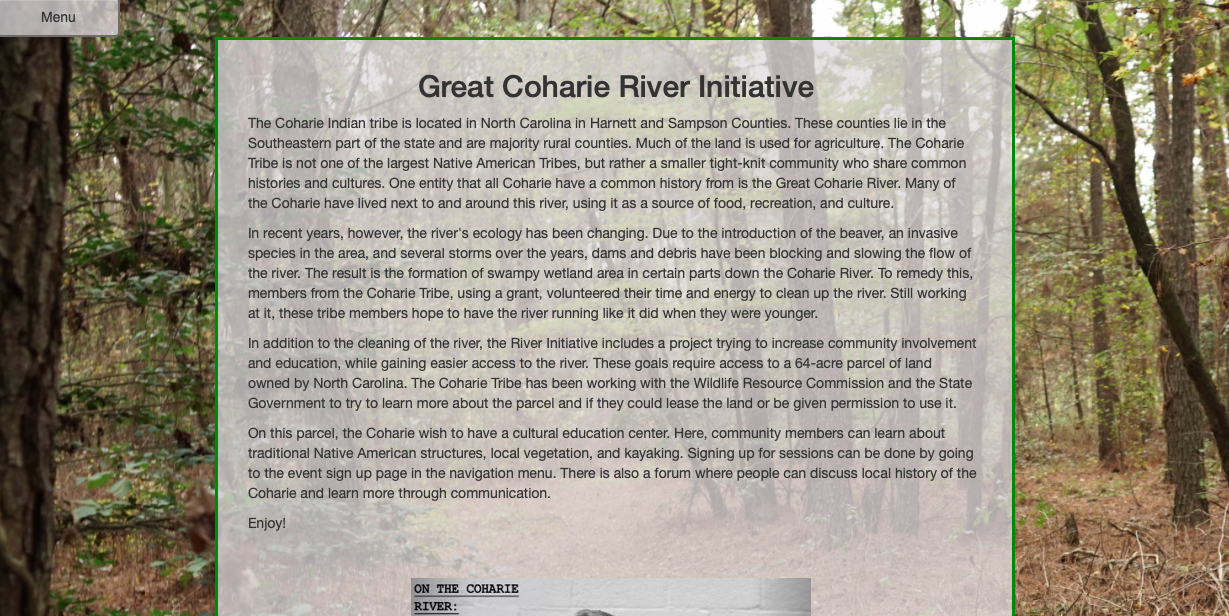 Menu
Great Coharie River Initiative
The Coharie Indian tribe is located in North Carolina in Harnett and Sampson Counties. These counties lie in the
Southeastern part of the state and are majority rural counties. Much of the land is used for agriculture. The Coharie
Tribe is not one of the largest Native American Tribes, but rather a smaller tight-knit community who share common
histories and cultures. One entity that all Coharie have a common history from is the Great Coharie River. Many of
the Coharie have lived next to and around this river, using it as a source of food, recreation, and culture.
In recent years, however, the river's ecology has been changing. Due to the introduction of the beaver, an invasive
species in the area, and several storms over the years, dams and debris have been blocking and slowing the flow of
the river. The result is the formation of swampy wetland area in certain parts down the Coharie River. To remedy this,
members from the Coharie Tribe, using a grant, volunteered their time and energy to clean up the river. Still working
at it, these tribe members hope to have the river running like it did when they were younger.
In addition to the cleaning of the river, the River Initiative includes a project trying to increase community involvement
and education, while gaining easier access to the river. These goals require access to a 64-acre parcel of land
owned by North Carolina. The Coharie Tribe has been working with the Wildlife Resource Commission and the State
Government to try to learn more about the parcel and if they could lease the land or be given permission to use it.
On this parcel, the Coharie wish to have a cultural education center. Here, community members can learn about
traditional Native American structures, local vegetation, and kayaking. Signing up for sessions can be done by going
to the event sign up page in the navigation menu. There is also a forum where people can discuss local history of the
Coharie and learn more through communication.
Enjoy!
ON THE COHARIE
RIVER: